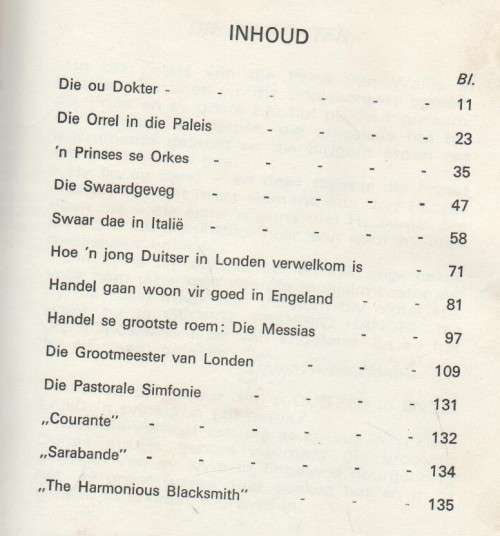 INHOUD
Bl.
Die ou Dokter - - - - - - - 11
Die Orrel in die Paleis - - - - - 23
'n Prinses se Orkes - - - - - 35
Die Swaardgeveg - - - - - 47
Swaar dae in Italië - - - - - 58
Hoe 'n jong Duitser in Londen verwelkom is - 71
Handel gaan woon vir goed in Engeland - - 81
Handel se grootste roem: Die Messias - - 97
Die Grootmeester van Londen - - - 109
Die Pastorale Simfonie - - - - 131
„Courante” - - - - - - 132
„Sarabande” - - - - - - 134
„The Harmonious Blacksmith” - - - 135